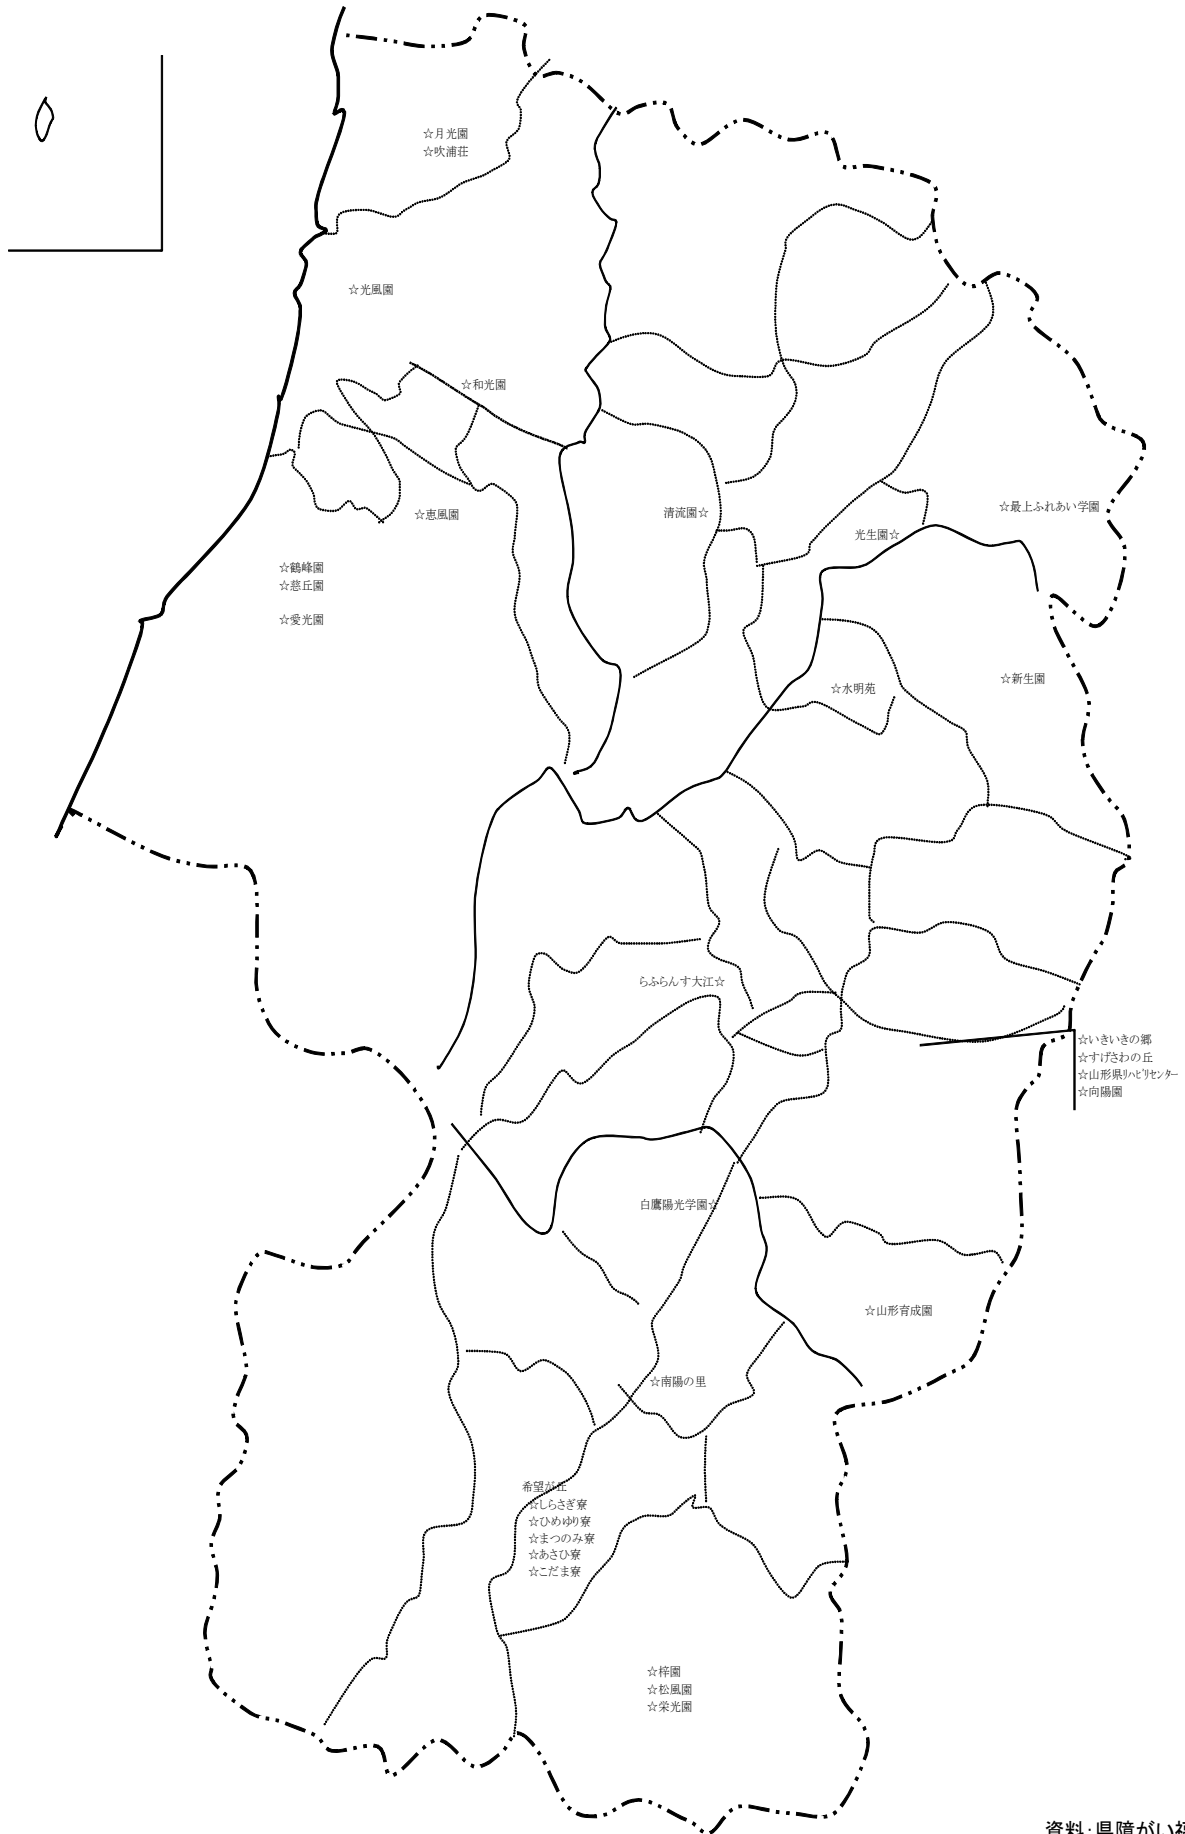 ☆月光園
☆吹浦荘
☆光風園
☆和光園
☆恵風園
清流園☆
☆最上ふれあい学園
光生園☆
☆鶴峰園
☆慈丘園
☆愛光園
☆新生園
☆水明苑
らふらんす大江☆
☆いきいきの郷
☆すげさわの丘
☆山形県ﾘﾊﾋﾞﾘｾﾝﾀｰ
☆向陽園
白鷹陽光学園☆
☆山形育成園
☆南陽の里
希望が丘
☆しらさぎ寮
☆ひめゆり寮
☆まつのみ寮
☆あさひ寮
☆こだま寮
☆梓園
☆松風園
☆栄光園
資料：県障がい福